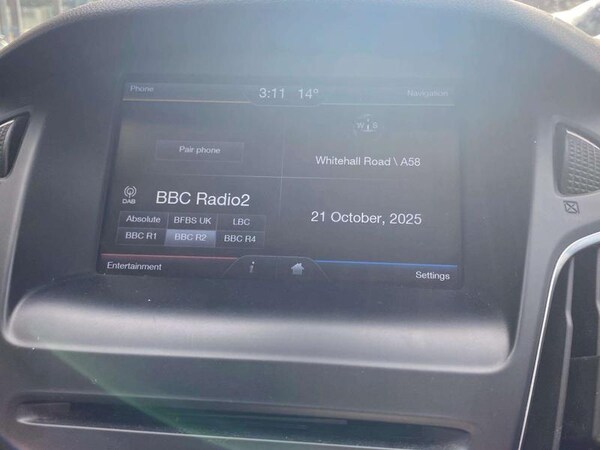 Phone
3:11 14°
Navigation
Pair phone
Whitehall Road \ A58
DAB
BBC Radio2
Absolute BFBS UK LBC
BBC R1 BBC R2 BBC R4
21 October, 2025
Entertainment
i
Settings